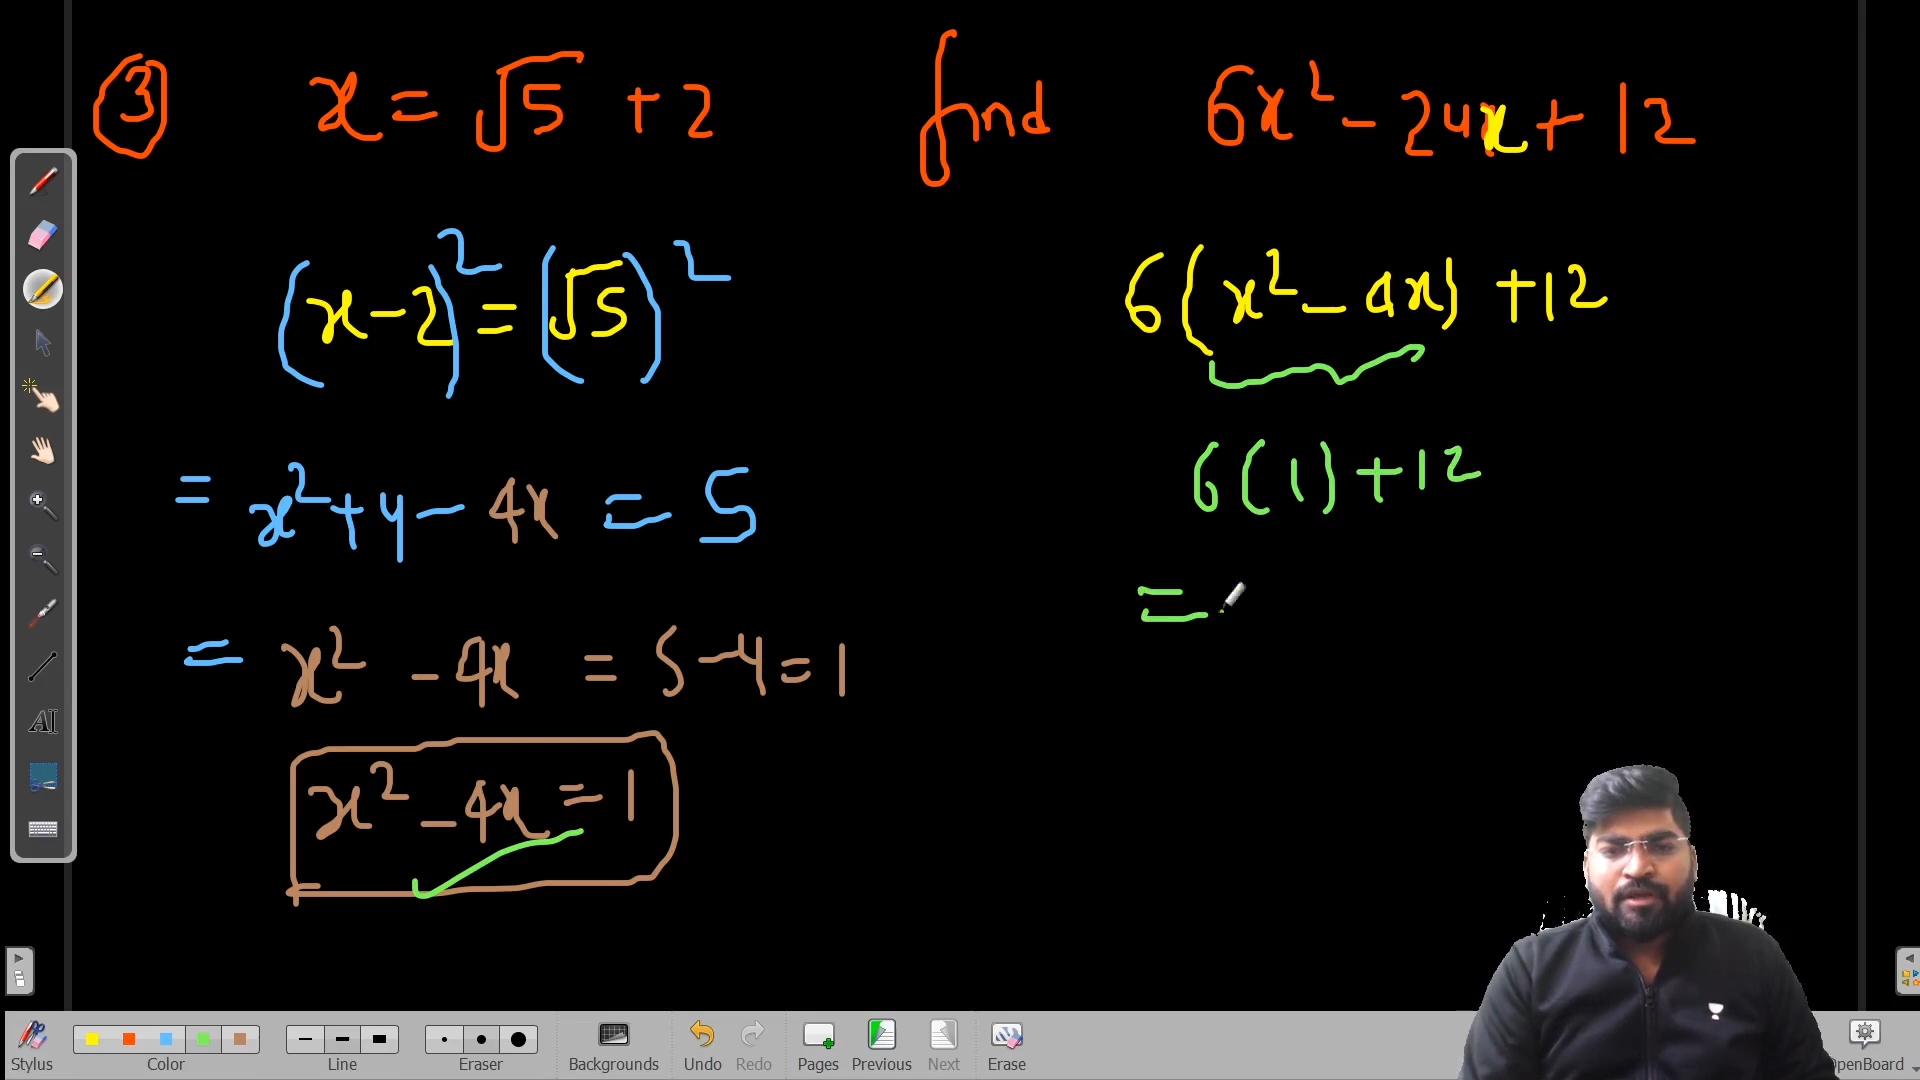 ③ x = √5 + 2 find 6x² - 24x + 12
(x-2)² = (√5)²
6(x² - 4x) + 12
= x² + 4 - 4x = 5
6(1) + 12
=
= x² - 4x = 5 - 4 = 1
x² - 4x = 1
Stylus Color Line Eraser Backgrounds Undo Redo Pages Previous Next Erase OpenBoard